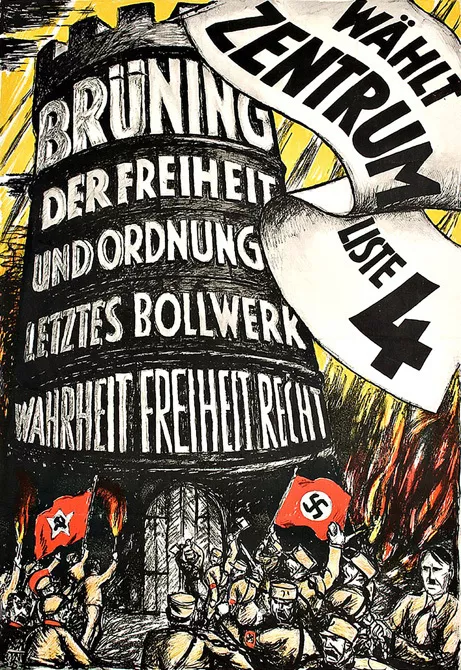 WÄHLT
ZENTRUM
LISTE 4
BRÜNING
DER FREIHEIT
UND ORDNUNG
LETZTES BOLLWERK
WAHRHEIT FREIHEIT RECHT